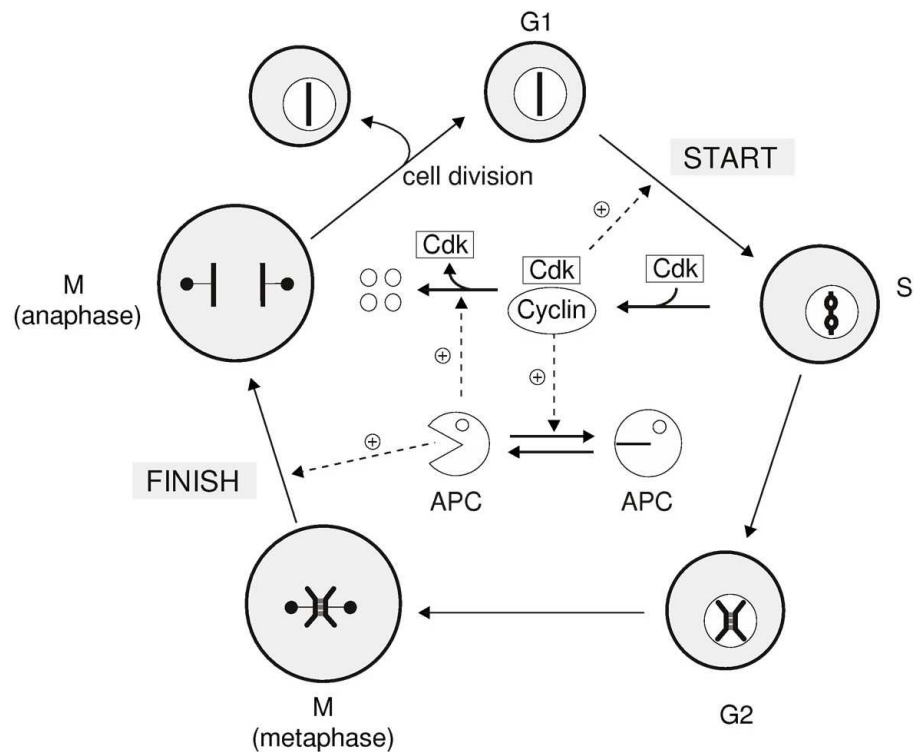 G1
START
cell division
Cdk
Cdk
Cdk
S
M
(anaphase)
Cyclin
+
+
+
+
FINISH
APC
APC
M
(metaphase)
G2